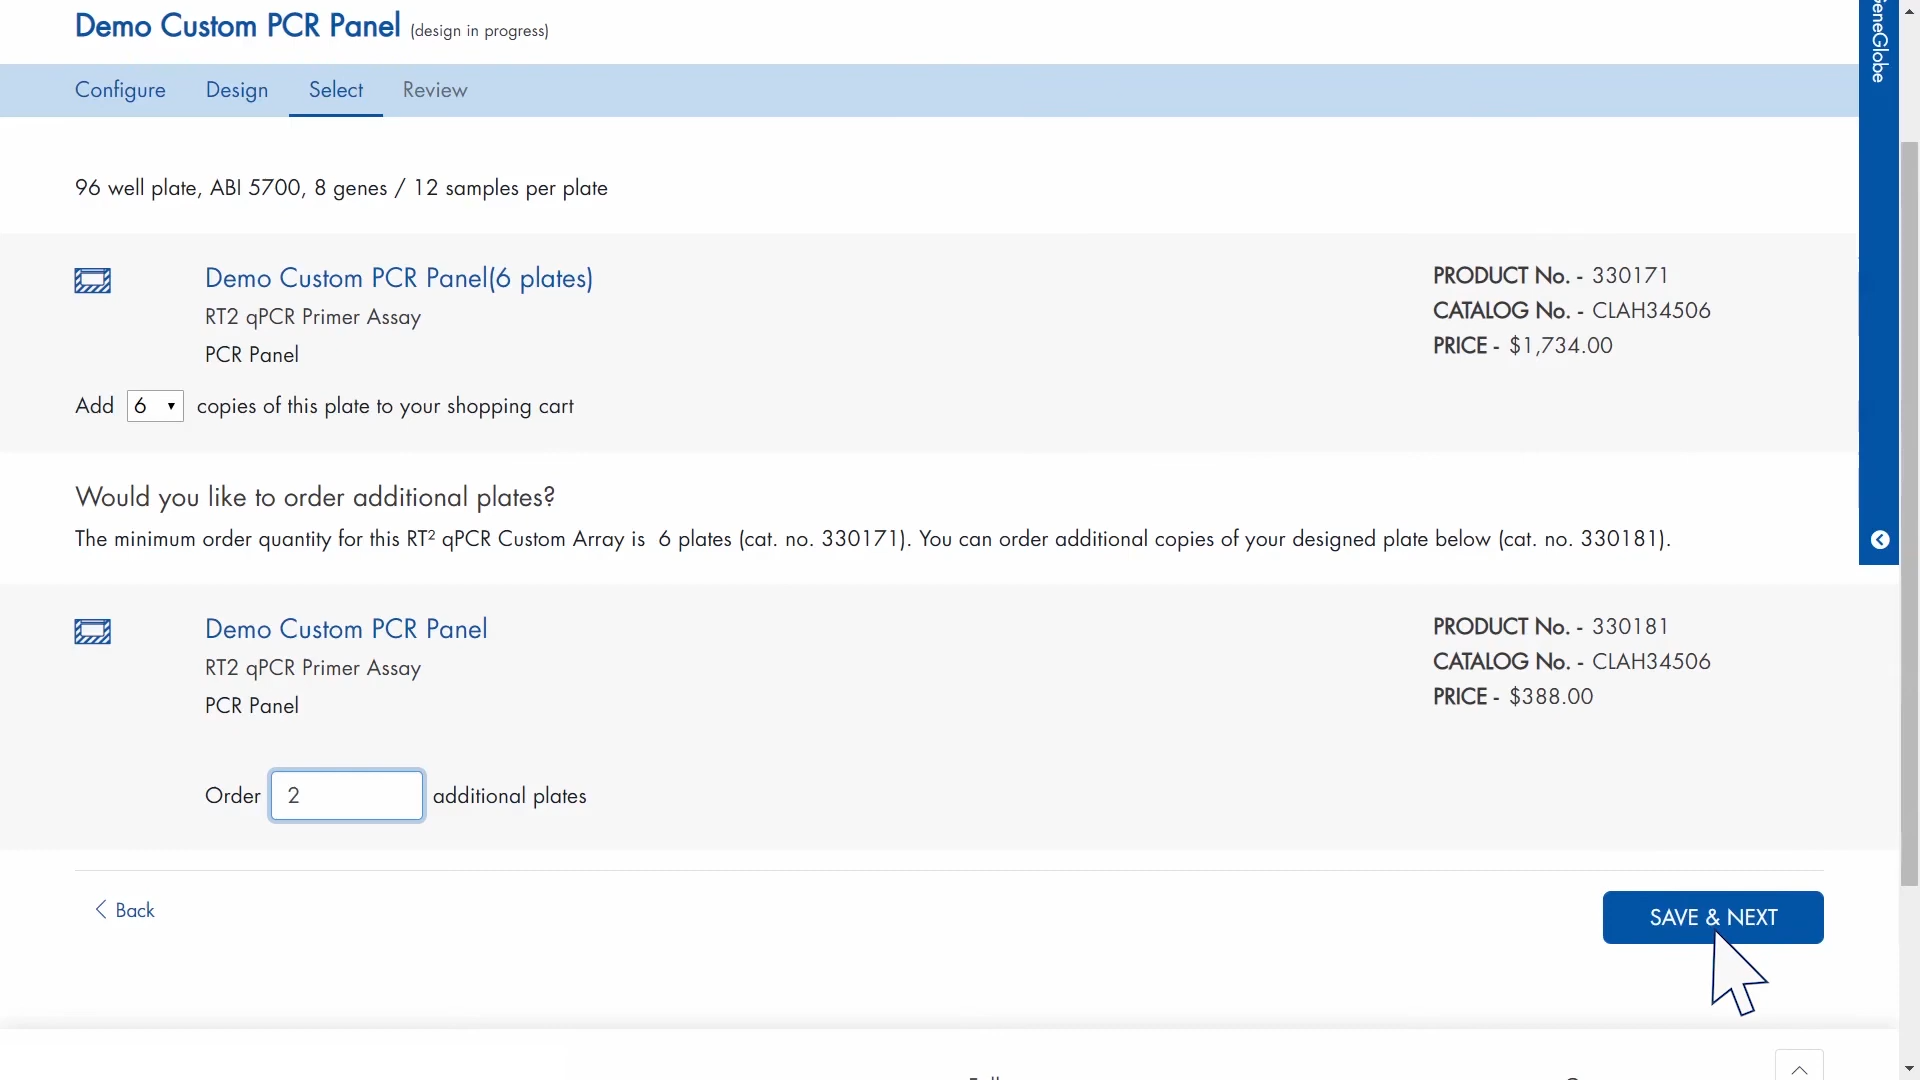 Demo Custom PCR Panel (design in progress)
Configure Design Select Review
GeneGlobe
96 well plate, ABI 5700, 8 genes / 12 samples per plate
Demo Custom PCR Panel(6 plates)
RT2 qPCR Primer Assay
PCR Panel
PRODUCT No. - 330171
CATALOG No. - CLAH34506
PRICE - $1,734.00
Add 6 copies of this plate to your shopping cart
Would you like to order additional plates?
The minimum order quantity for this RT² qPCR Custom Array is 6 plates (cat. no. 330171). You can order additional copies of your designed plate below (cat. no. 330181).
Demo Custom PCR Panel
RT2 qPCR Primer Assay
PCR Panel
PRODUCT No. - 330181
CATALOG No. - CLAH34506
PRICE - $388.00
Order 2 additional plates
Back
SAVE & NEXT